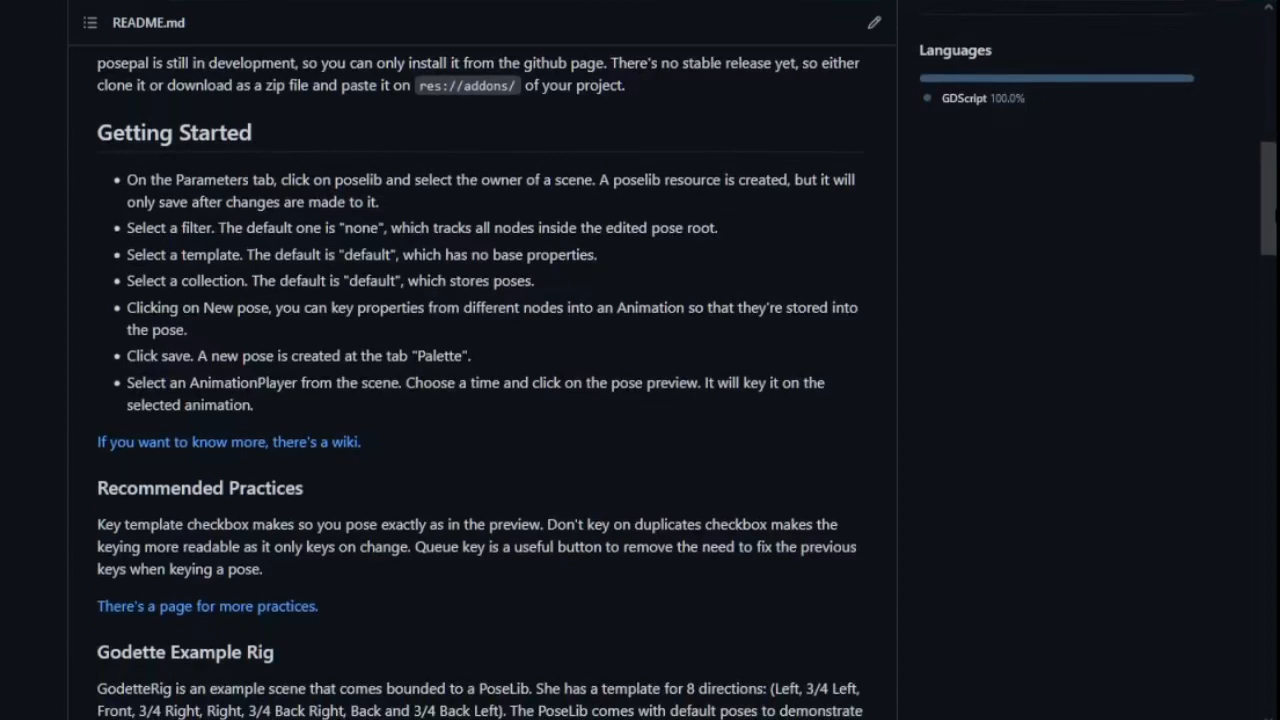 README.md
posepal is still in development, so you can only install it from the github page. There's no stable release yet, so either
clone it or download as a zip file and paste it on res://addons/ of your project.
Getting Started
• On the Parameters tab, click on poselib and select the owner of a scene. A poselib resource is created, but it will
only save after changes are made to it.
• Select a filter. The default one is "none", which tracks all nodes inside the edited pose root.
• Select a template. The default is "default", which has no base properties.
• Select a collection. The default is "default", which stores poses.
• Clicking on New pose, you can key properties from different nodes into an Animation so that they're stored into
the pose.
• Click save. A new pose is created at the tab "Palette".
• Select an AnimationPlayer from the scene. Choose a time and click on the pose preview. It will key it on the
selected animation.
If you want to know more, there's a wiki.
Recommended Practices
Key template checkbox makes so you pose exactly as in the preview. Don't key on duplicates checkbox makes the
keying more readable as it only keys on change. Queue key is a useful button to remove the need to fix the previous
keys when keying a pose.
There's a page for more practices.
Godette Example Rig
GodetteRig is an example scene that comes bounded to a PoseLib. She has a template for 8 directions: (Left, 3/4 Left,
Front, 3/4 Right, Right, 3/4 Back Right, Back and 3/4 Back Left). The PoseLib comes with default poses to demonstrate
Languages
GDScript 100.0%